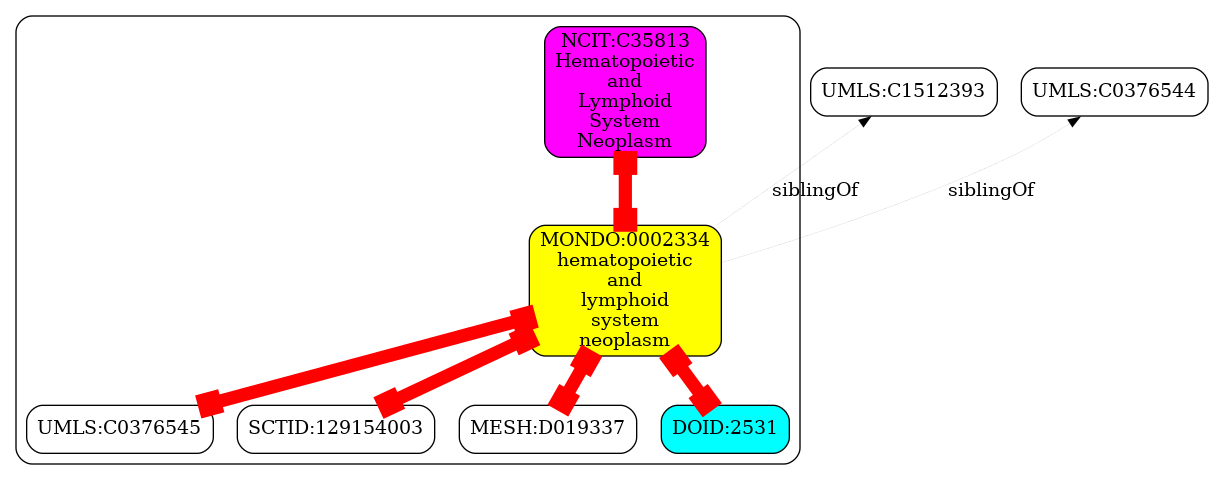 NCIT:C35813
Hematopoietic
and
Lymphoid
System
Neoplasm
UMLS:C1512393
UMLS:C0376544
siblingOf
siblingOf
MONDO:0002334
hematopoietic
and
lymphoid
system
neoplasm
UMLS:C0376545
SCTID:129154003
MESH:D019337
DOID:2531